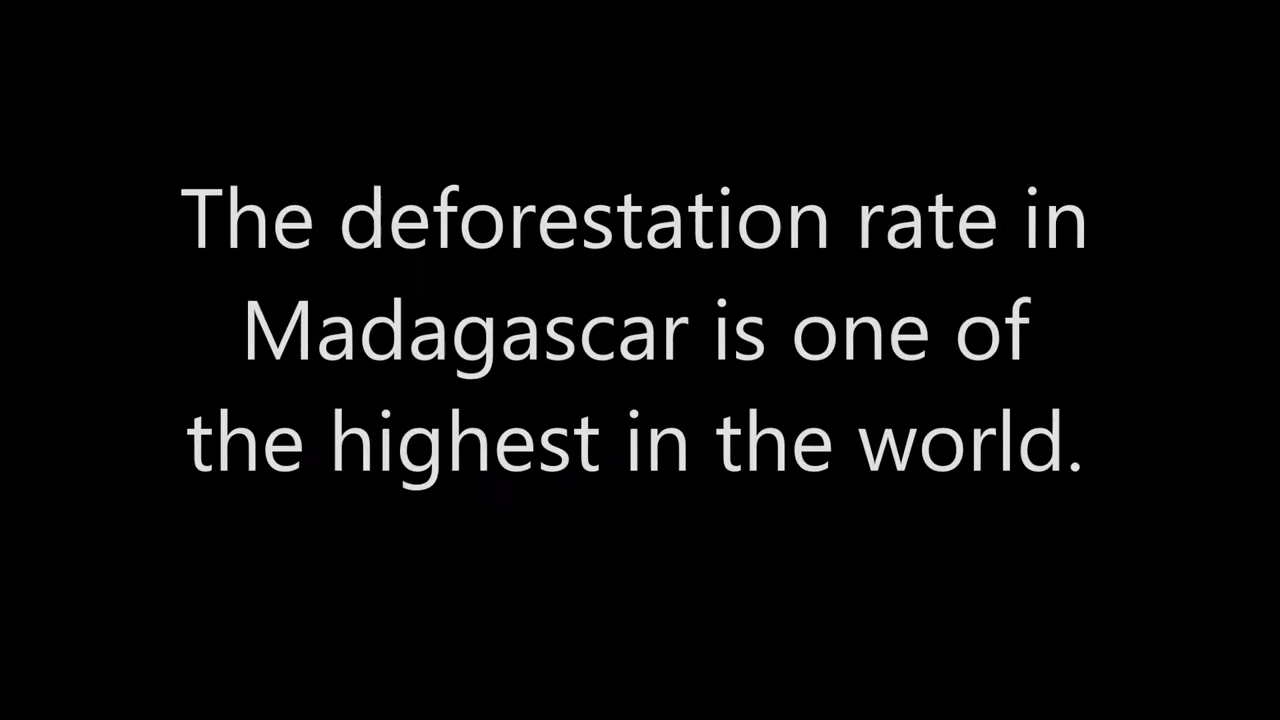 The deforestation rate in
Madagascar is one of
the highest in the world.